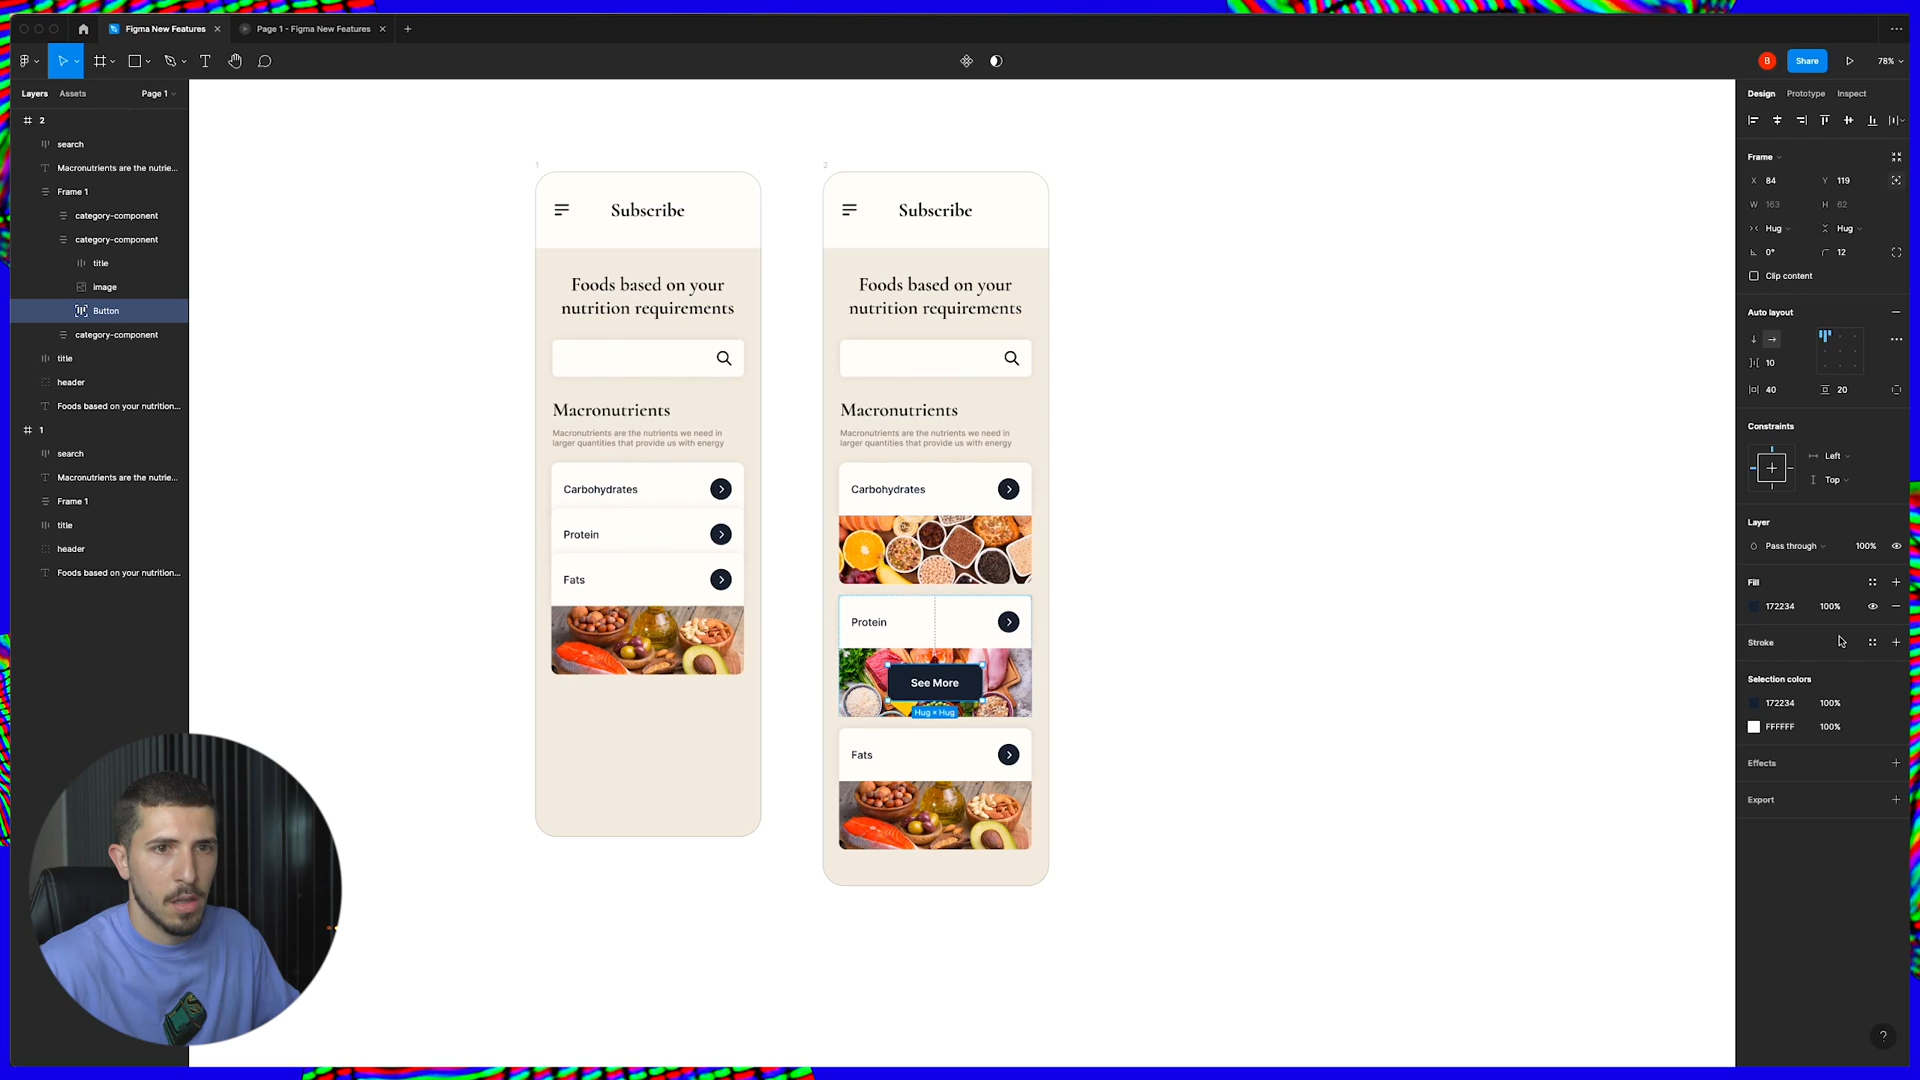 Figma New Features
Page 1 - Figma New Features
B
Share
78%
Layers
Assets
Page 1
Design
Prototype
Inspect
2
search
Macronutrients are the nutrie...
Frame 1
category-component
category-component
title
image
Button
category-component
title
header
Foods based on your nutrition...
1
search
Macronutrients are the nutrie...
Frame 1
title
header
Foods based on your nutrition...
1
Subscribe
Foods based on your
nutrition requirements
Macronutrients
Macronutrients are the nutrients we need in
larger quantities that provide us with energy
Carbohydrates
Protein
Fats
2
Subscribe
Foods based on your
nutrition requirements
Macronutrients
Macronutrients are the nutrients we need in
larger quantities that provide us with energy
Carbohydrates
Protein
See More
Hug × Hug
Fats
Frame
X 84 Y 119
W 163 H 62
Hug Hug
0° 12
Clip content
Auto layout
10
40 20
Constraints
Left
Top
Layer
Pass through 100%
Fill
172234 100%
Stroke
Selection colors
172234 100%
FFFFFF 100%
Effects
Export
?